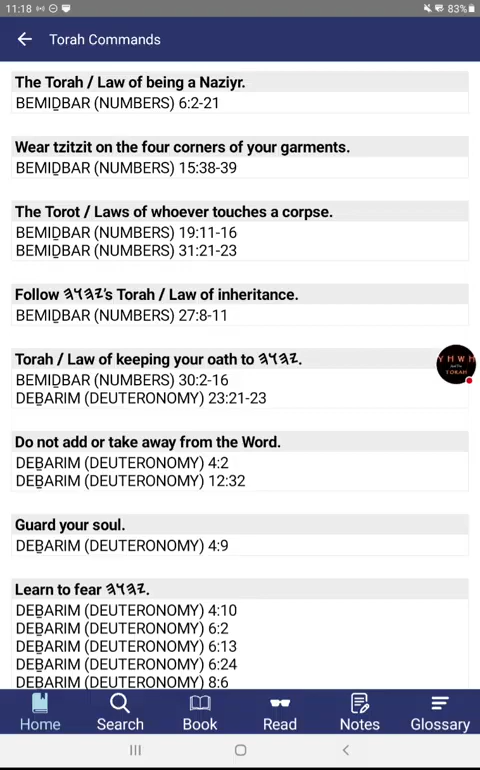 11:18
83%
Torah Commands
The Torah / Law of being a Naziyr.
BEMIḎBAR (NUMBERS) 6:2-21
Wear tzitzit on the four corners of your garments.
BEMIḎBAR (NUMBERS) 15:38-39
The Torot / Laws of whoever touches a corpse.
BEMIḎBAR (NUMBERS) 19:11-16
BEMIḎBAR (NUMBERS) 31:21-23
Follow 𐤉𐤄𐤅𐤄's Torah / Law of inheritance.
BEMIḎBAR (NUMBERS) 27:8-11
Torah / Law of keeping your oath to 𐤉𐤄𐤅𐤄.
BEMIḎBAR (NUMBERS) 30:2-16
DEḆARIM (DEUTERONOMY) 23:21-23
YHWH
TORAH
Do not add or take away from the Word.
DEḆARIM (DEUTERONOMY) 4:2
DEḆARIM (DEUTERONOMY) 12:32
Guard your soul.
DEḆARIM (DEUTERONOMY) 4:9
Learn to fear 𐤉𐤄𐤅𐤄.
DEḆARIM (DEUTERONOMY) 4:10
DEḆARIM (DEUTERONOMY) 6:2
DEḆARIM (DEUTERONOMY) 6:13
DEḆARIM (DEUTERONOMY) 6:24
DEḆARIM (DEUTERONOMY) 8:6
Home Search Book Read Notes Glossary